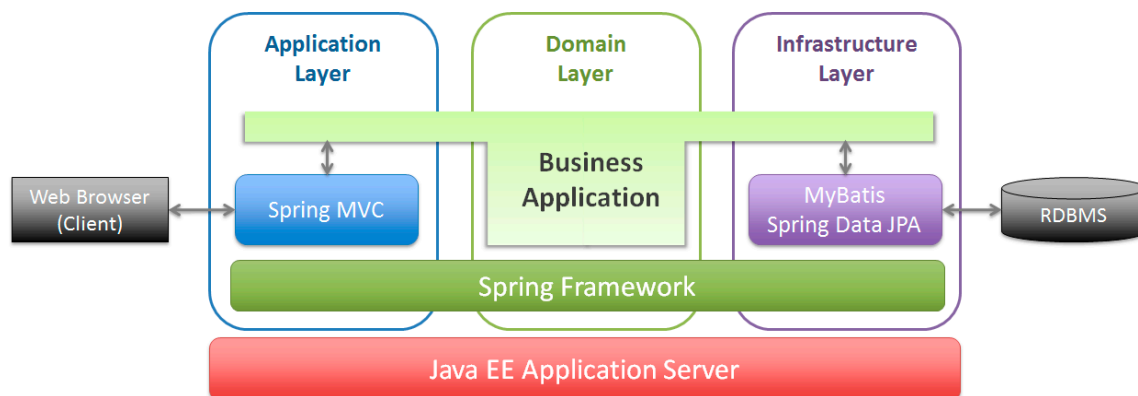 Application
Layer
Domain
Layer
Infrastructure
Layer
Business
Application
Web Browser
(Client)
Spring MVC
MyBatis
Spring Data JPA
RDBMS
Spring Framework
Java EE Application Server